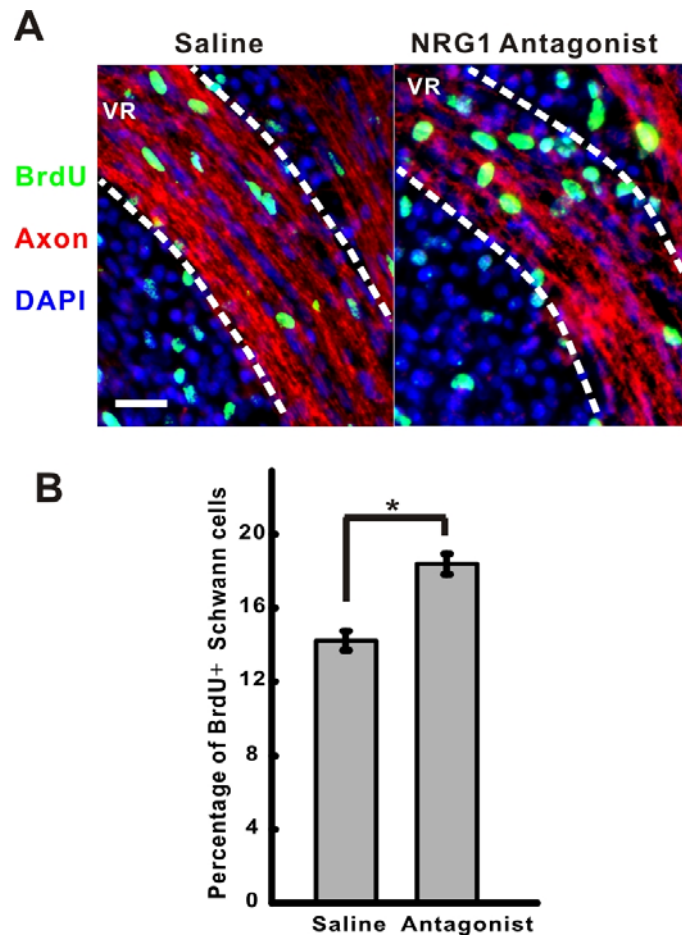 A
Saline
NRG1 Antagonist
VR
VR
BrdU
Axon
DAPI
B
Percentage of BrdU+ Schwann cells
20
16
12
8
4
0
*
Saline
Antagonist